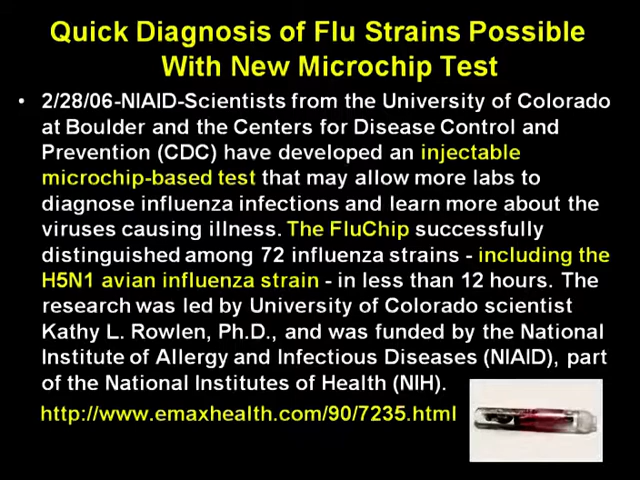 Quick Diagnosis of Flu Strains Possible
With New Microchip Test
• 2/28/06-NIAID-Scientists from the University of Colorado
at Boulder and the Centers for Disease Control and
Prevention (CDC) have developed an injectable
microchip-based test that may allow more labs to
diagnose influenza infections and learn more about the
viruses causing illness. The FluChip successfully
distinguished among 72 influenza strains - including the
H5N1 avian influenza strain - in less than 12 hours. The
research was led by University of Colorado scientist
Kathy L. Rowlen, Ph.D., and was funded by the National
Institute of Allergy and Infectious Diseases (NIAID), part
of the National Institutes of Health (NIH).
http://www.emaxhealth.com/90/7235.html